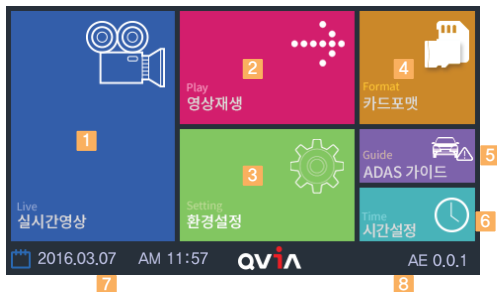 1
Live
실시간영상
2
Play
영상재생
3
Setting
환경설정
4
Format
카드포맷
5
Guide
ADAS 가이드
6
Time
시간설정
2016.03.07 AM 11:57 QVIA AE 0.0.1
7 8